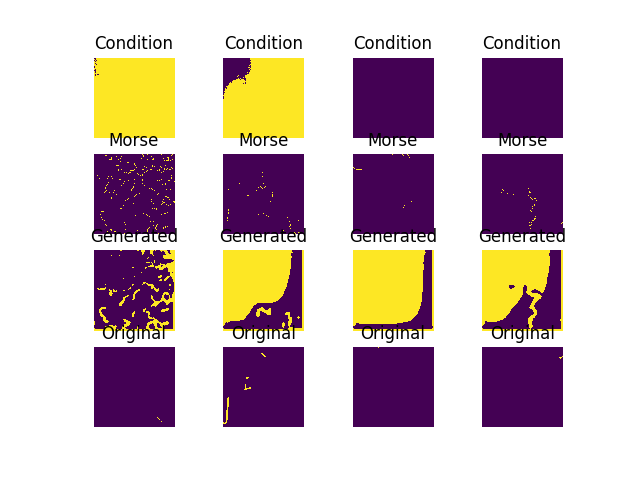 Condition Condition Condition Condition
Morse Morse Morse Morse
Generated Generated Generated Generated
Original Original Original Original